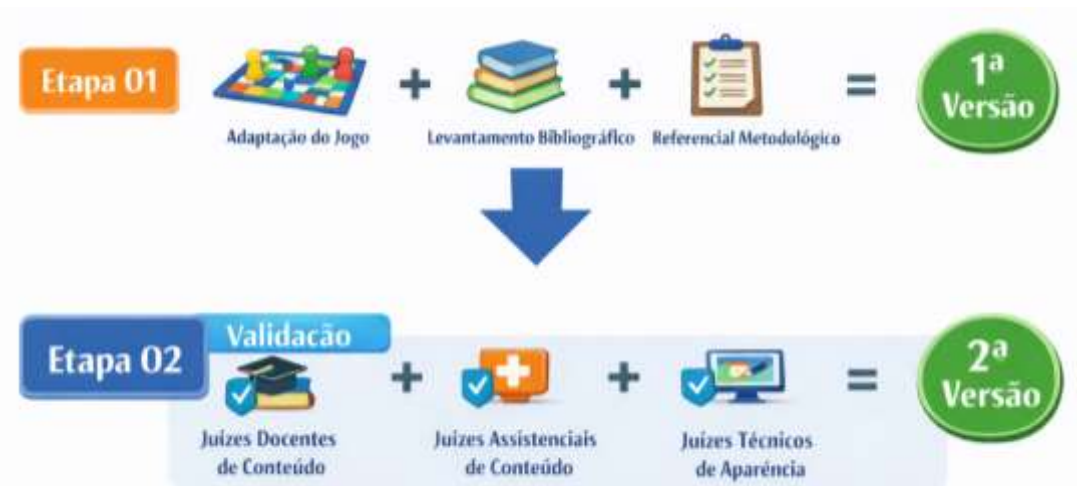 Etapa 01
+
+
=
1ª
Versão
Adaptação do Jogo
Levantamento Bibliográfico
Referencial Metodológico
Etapa 02
Validacão
+
+
=
2ª
Versão
Juízes Docentes
de Conteúdo
Juízes Assistenciais
de Conteúdo
Juízes Técnicos
de Aparência